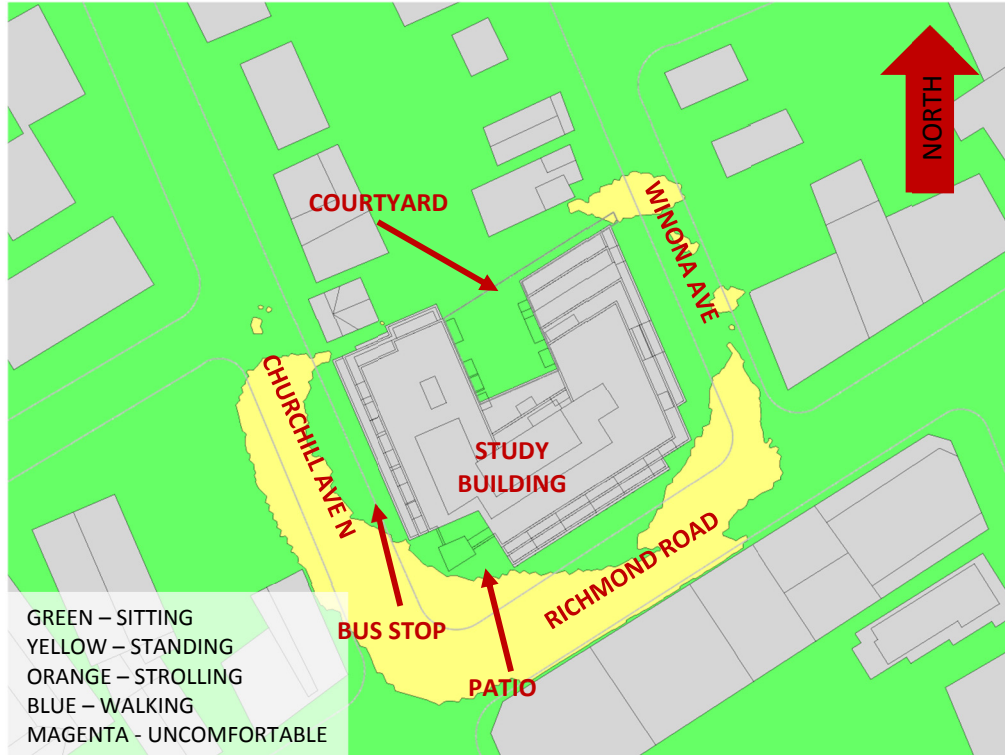 NORTH
COURTYARD
WINONA AVE
CHURCHILL AVE N
STUDY
BUILDING
RICHMOND ROAD
BUS STOP
PATIO
GREEN – SITTING
YELLOW – STANDING
ORANGE – STROLLING
BLUE – WALKING
MAGENTA - UNCOMFORTABLE